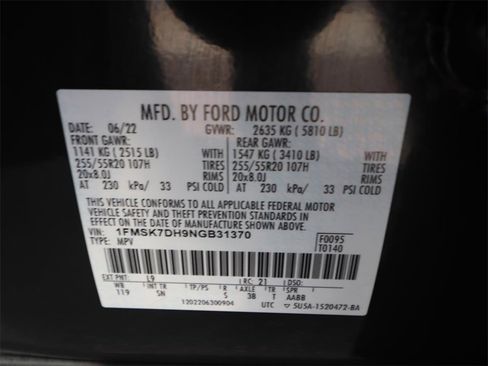 MFD. BY FORD MOTOR CO.
DATE: 06/22 GVWR: 2635 KG ( 5810 LB)
FRONT GAWR: REAR GAWR:
1141 KG ( 2515 LB) WITH 1547 KG ( 3410 LB) WITH
255/55R20 107H TIRES 255/55R20 107H TIRES
20x8.0J RIMS 20x8.0J RIMS
AT 230 kPa/ 33 PSI COLD AT 230 kPa/ 33 PSI COLD
THIS VEHICLE CONFORMS TO ALL APPLICABLE FEDERAL MOTOR
VEHICLE SAFETY AND THEFT PREVENTION STANDARDS IN EFFECT ON
THE DATE OF MANUFACTURE SHOWN ABOVE.
VIN: 1FMSK7DH9NGB31370 F0095
TYPE: MPV T0140
EXT PNT: L9 RC: 21 DSO:
WB INT TR TP/PS R AXLE TR SPR
119 SN S 38 T AABB
1202206300904 UTC 5U5A-1520472-BA